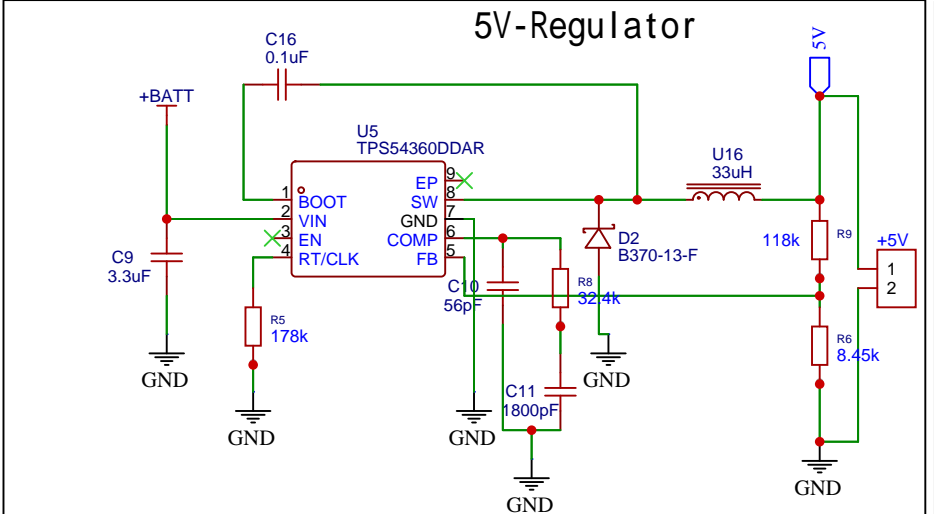 5V-Regulator
5V
C16
0.1uF
+BATT
U5
TPS54360DDAR
1
BOOT
2
VIN
3
EN
4
RT/CLK
9
EP
8
SW
7
GND
6
COMP
5
FB
U16
33uH
D2
B370-13-F
118k
R9
+5V
1
2
C9
3.3uF
C10
56pF
R8
32.4k
R5
178k
R6
8.45k
C11
1800pF
GND
GND
GND
GND
GND
GND